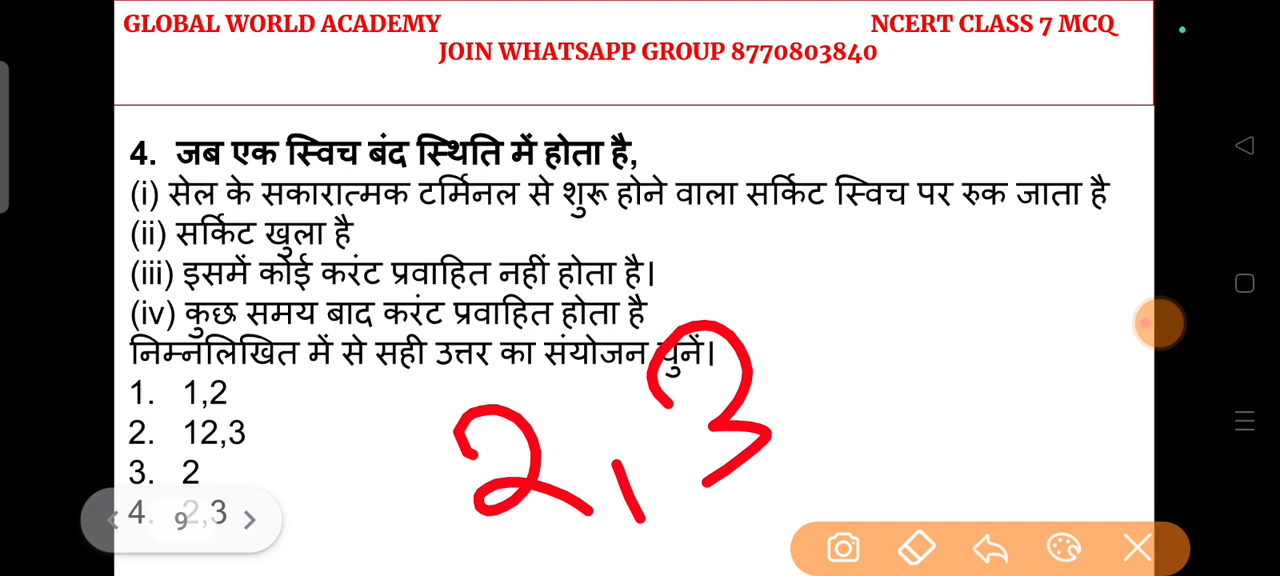 GLOBAL WORLD ACADEMY NCERT CLASS 7 MCQ
JOIN WHATSAPP GROUP 8770803840
4. जब एक स्विच बंद स्थिति में होता है,
(i) सेल के सकारात्मक टर्मिनल से शुरू होने वाला सर्किट स्विच पर रुक जाता है
(ii) सर्किट खुला है
(iii) इसमें कोई करंट प्रवाहित नहीं होता है।
(iv) कुछ समय बाद करंट प्रवाहित होता है
निम्नलिखित में से सही उत्तर का संयोजन चुनें।
1. 1,2
2. 12,3
3. 2
4. 2,3
9
2,3